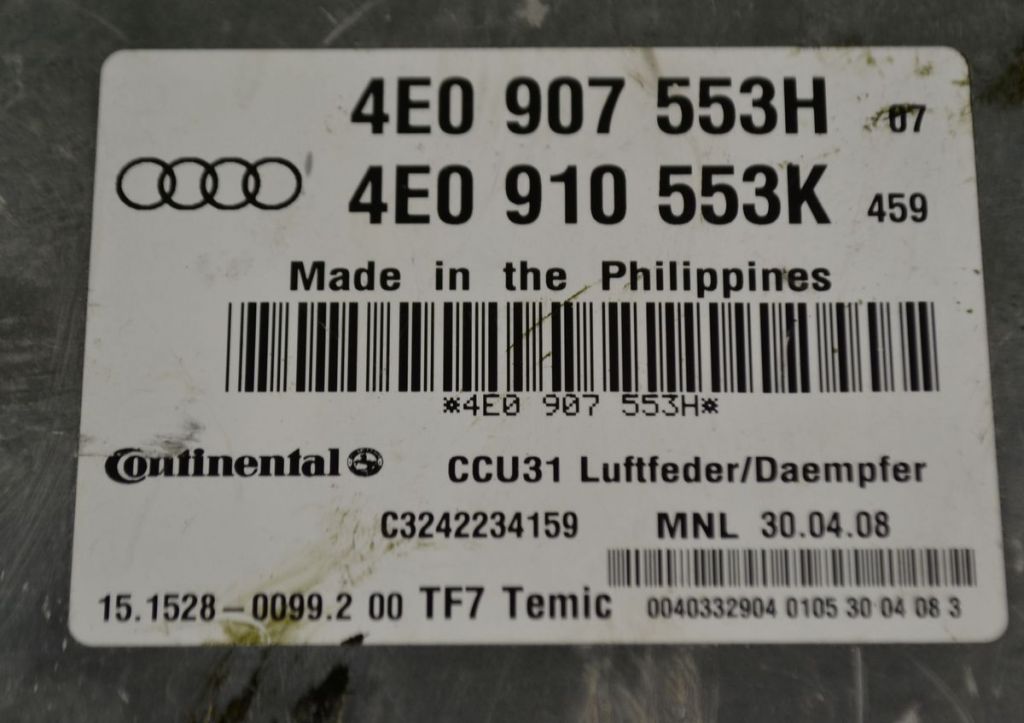 4E0 907 553H 07
4E0 910 553K 459
Made in the Philippines
*4E0 907 553H*
Continental CCU31 Luftfeder/Daempfer
C3242234159 MNL 30.04.08
15.1528-0099.2 00 TF7 Temic 0040332904 0105 30 04 08 3